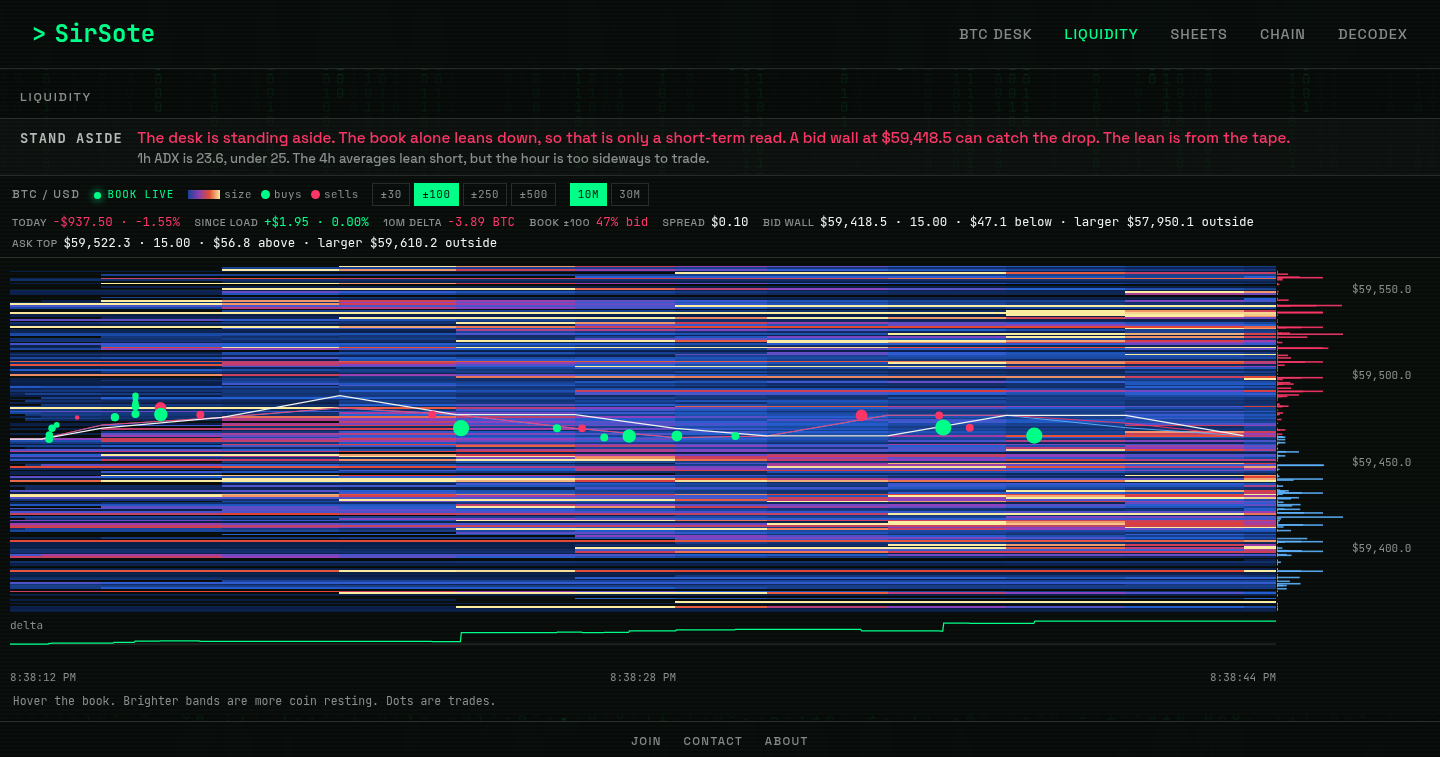 > SirSote
BTC DESK LIQUIDITY SHEETS CHAIN DECODEX
LIQUIDITY
STAND ASIDE The desk is standing aside. The book alone leans down, so that is only a short-term read. A bid wall at $59,418.5 can catch the drop. The lean is from the tape.
1h ADX is 23.6, under 25. The 4h averages lean short, but the hour is too sideways to trade.
BTC / USD BOOK LIVE size buys sells ±30 ±100 ±250 ±500 10M 30M
TODAY -$937.50 · -1.55% SINCE LOAD +$1.95 · 0.00% 10M DELTA -3.89 BTC BOOK ±100 47% bid SPREAD $0.10 BID WALL $59,418.5 · 15.00 · $47.1 below · larger $57,950.1 outside
ASK TOP $59,522.3 · 15.00 · $56.8 above · larger $59,610.2 outside
$59,550.0
$59,500.0
$59,450.0
$59,400.0
delta
8:38:12 PM 8:38:28 PM 8:38:44 PM
Hover the book. Brighter bands are more coin resting. Dots are trades.
JOIN CONTACT ABOUT